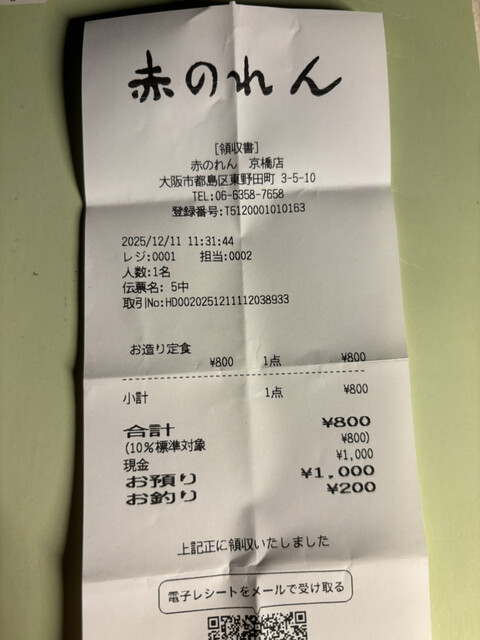 赤のれん
[領収書]
赤のれん 京橋店
大阪市都島区東野田町 3-5-10
TEL:06-6358-7658
登録番号:T5120001010163
2025/12/11 11:31:44
レジ:0001 担当:0002
人数:1名
伝票名: 5中
取引No:HD0020251211112038933
お造り定食
¥800 1点 ¥800
小計 1点 ¥800
合計 ¥800
(10%標準対象 ¥800)
現金 ¥1,000
お預り ¥1,000
お釣り ¥200
上記正に領収いたしました
電子レシートをメールで受け取る